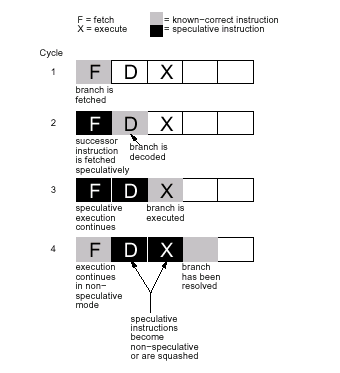 F = fetch
X = execute
= known-correct instruction
= speculative instruction
Cycle
1
F D X
branch is
fetched
2
F D X
successor
instruction
is fetched
speculatively
branch is
decoded
3
F D X
speculative
execution
continues
branch is
executed
4
F D X
execution
continues
in non-
speculative
mode
branch
has been
resolved
speculative
instructions
become
non-speculative
or are squashed